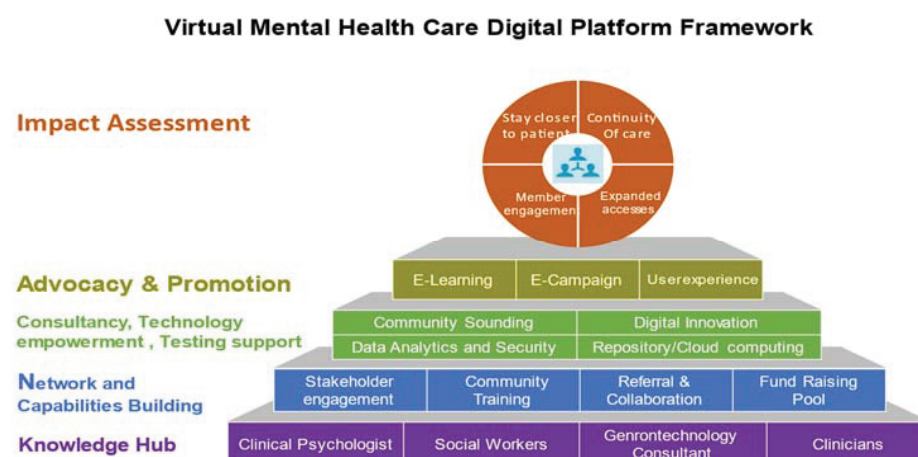 Virtual Mental Health Care Digital Platform Framework
Impact Assessment
Stay closer
to patient
Continuity
Of care
Member
engagement
Expanded
accesses
Advocacy & Promotion
E-Learning
E-Campaign
Userexperience
Consultancy, Technology
empowerment , Testing support
Community Sounding
Digital Innovation
Data Analytics and Security
Repository/Cloud computing
Network and
Capabilities Building
Stakeholder
engagement
Community
Training
Referral &
Collaboration
Fund Raising
Pool
Knowledge Hub
Clinical Psychologist
Social Workers
Genrontechnology
Consultant
Clinicians